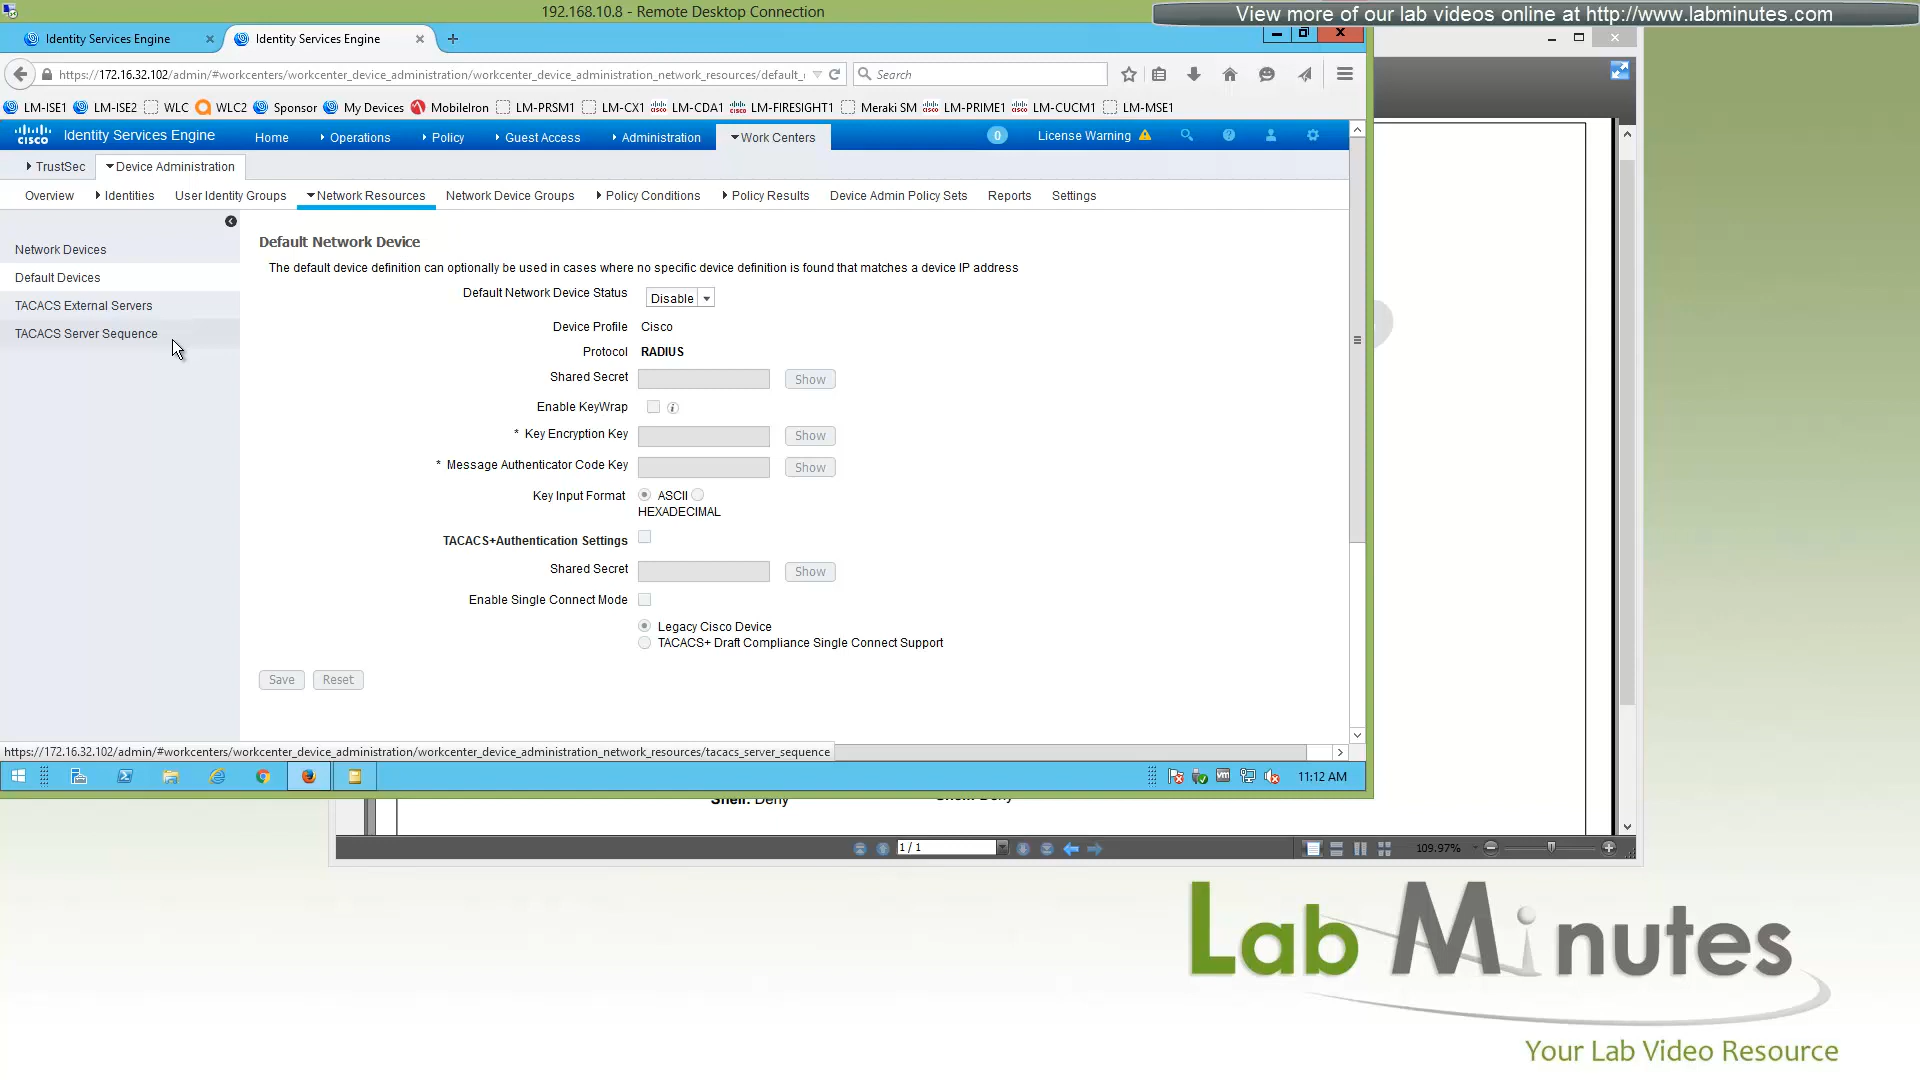 192.168.10.8 - Remote Desktop Connection
View more of our lab videos online at http://www.labminutes.com
Identity Services Engine
Identity Services Engine
https://172.16.32.102/admin/#workcenters/workcenter_device_administration/workcenter_device_administration_network_resources/default_
Search
LM-ISE1 LM-ISE2 WLC WLC2 Sponsor My Devices MobileIron LM-PRSM1 LM-CX1 LM-CDA1 LM-FIRESIGHT1 Meraki SM LM-PRIME1 LM-CUCM1 LM-MSE1
cisco Identity Services Engine Home Operations Policy Guest Access Administration Work Centers 0 License Warning
TrustSec Device Administration
Overview Identities User Identity Groups Network Resources Network Device Groups Policy Conditions Policy Results Device Admin Policy Sets Reports Settings
Network Devices
Default Devices
TACACS External Servers
TACACS Server Sequence
Default Network Device
The default device definition can optionally be used in cases where no specific device definition is found that matches a device IP address
Default Network Device Status Disable
Device Profile Cisco
Protocol RADIUS
Shared Secret Show
Enable KeyWrap
* Key Encryption Key Show
* Message Authenticator Code Key Show
Key Input Format ASCII
HEXADECIMAL
TACACS+Authentication Settings
Shared Secret Show
Enable Single Connect Mode
Legacy Cisco Device
TACACS+ Draft Compliance Single Connect Support
Save Reset
https://172.16.32.102/admin/#workcenters/workcenter_device_administration/workcenter_device_administration_network_resources/tacacs_server_sequence
11:12 AM
Shell: Deny
1 / 1
109.97%
Lab Minutes
Your Lab Video Resource